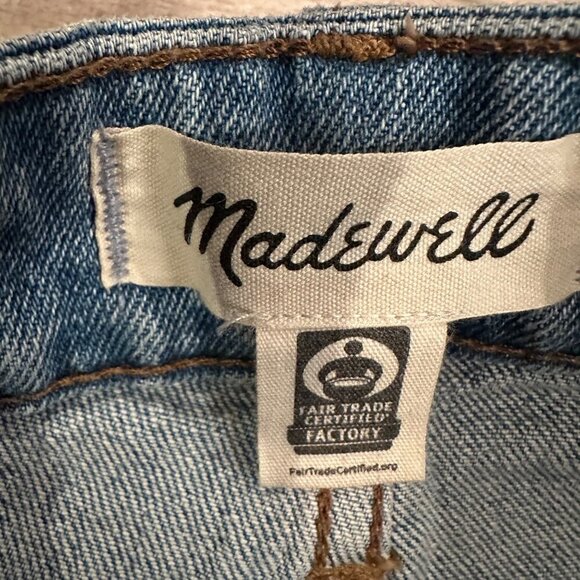 Madewell
FAIR TRADE
CERTIFIED
FACTORY
FairTradeCertified.org